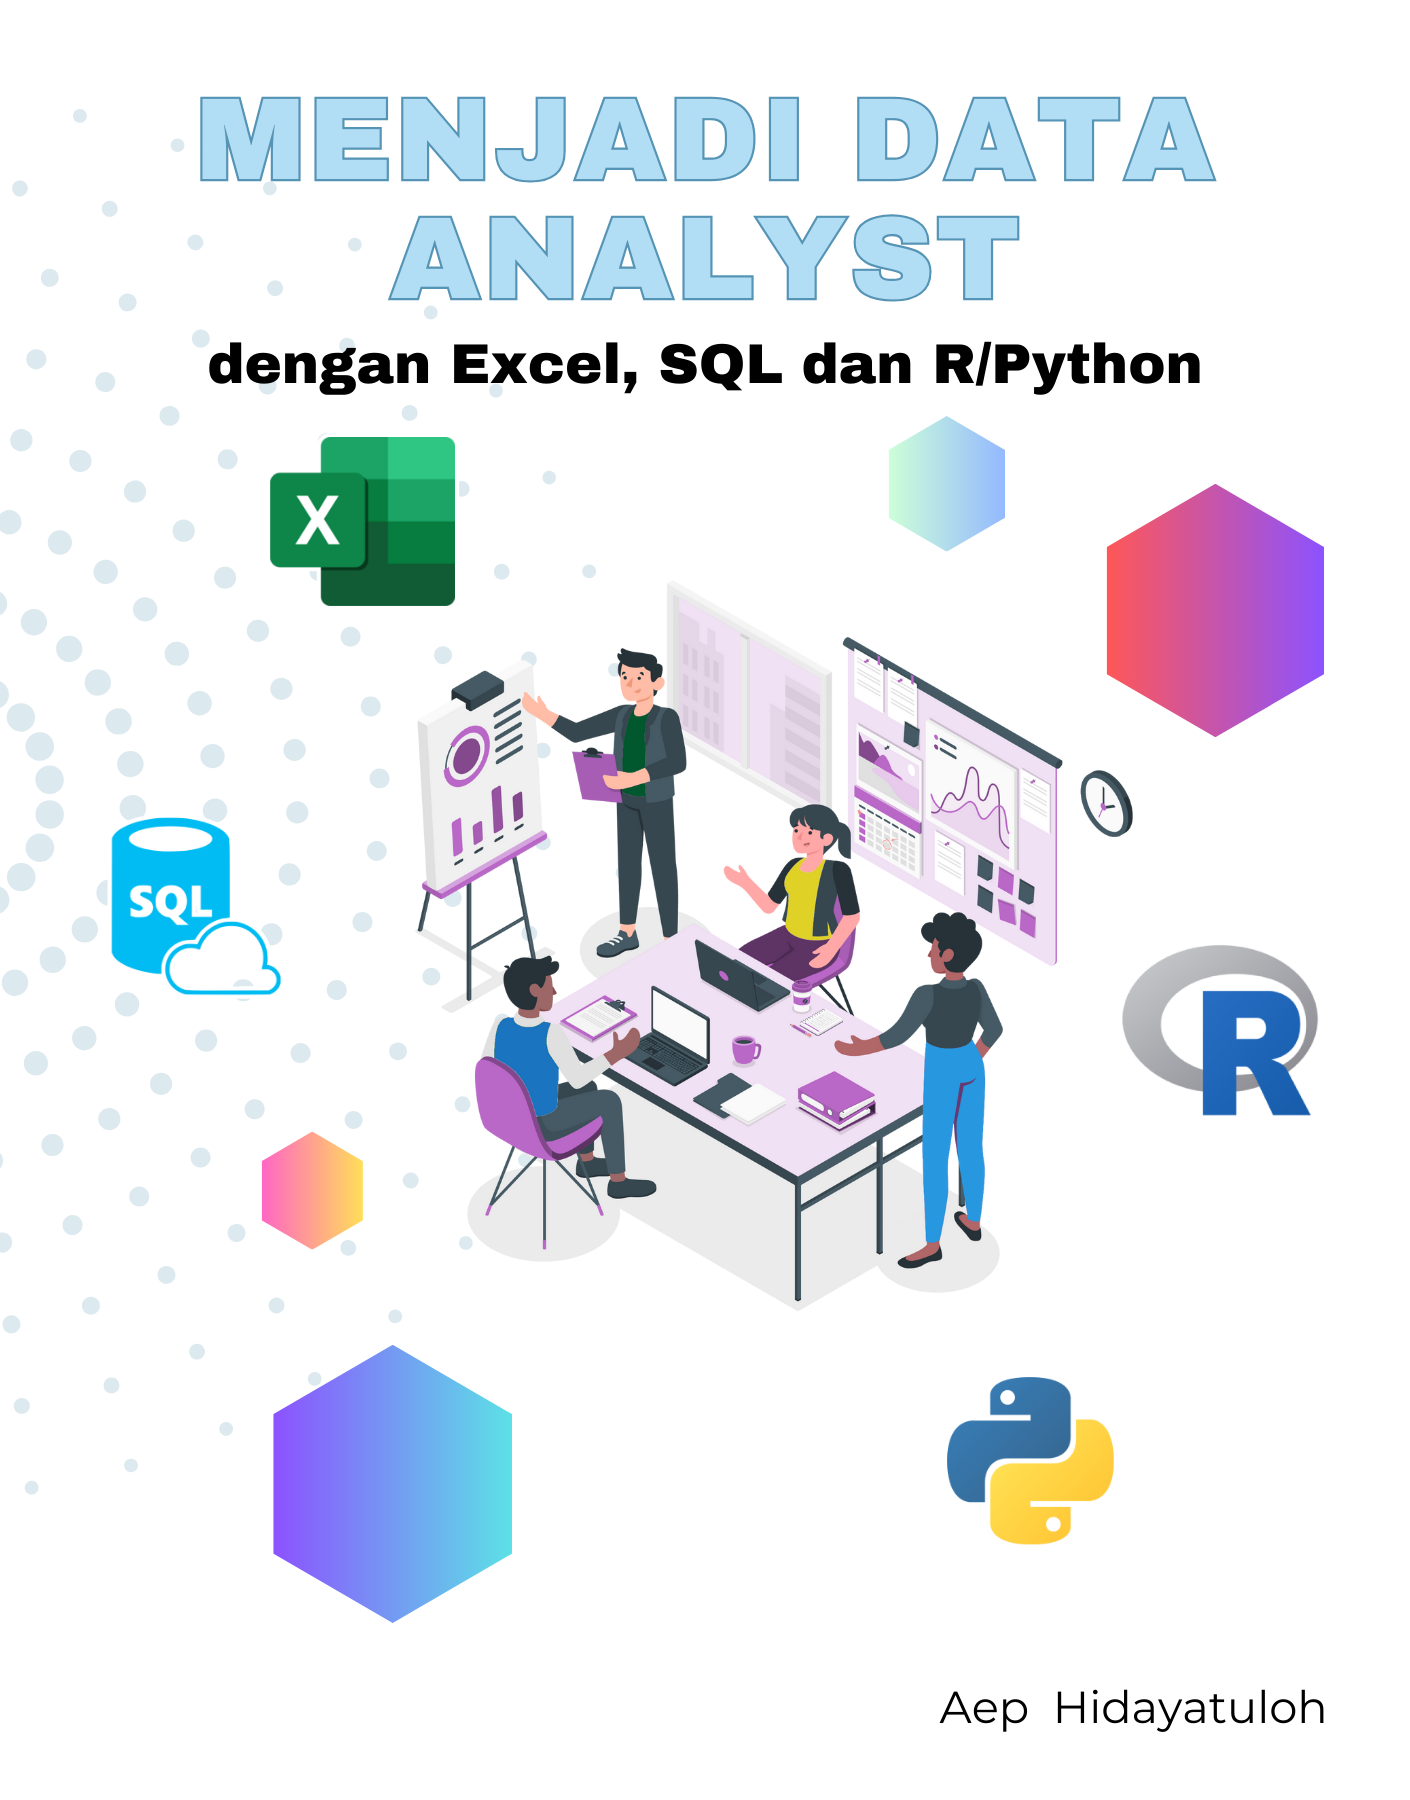 MENJADI DATA
ANALYST
dengan Excel, SQL dan R/Python
X
SQL
R
Aep Hidayatuloh